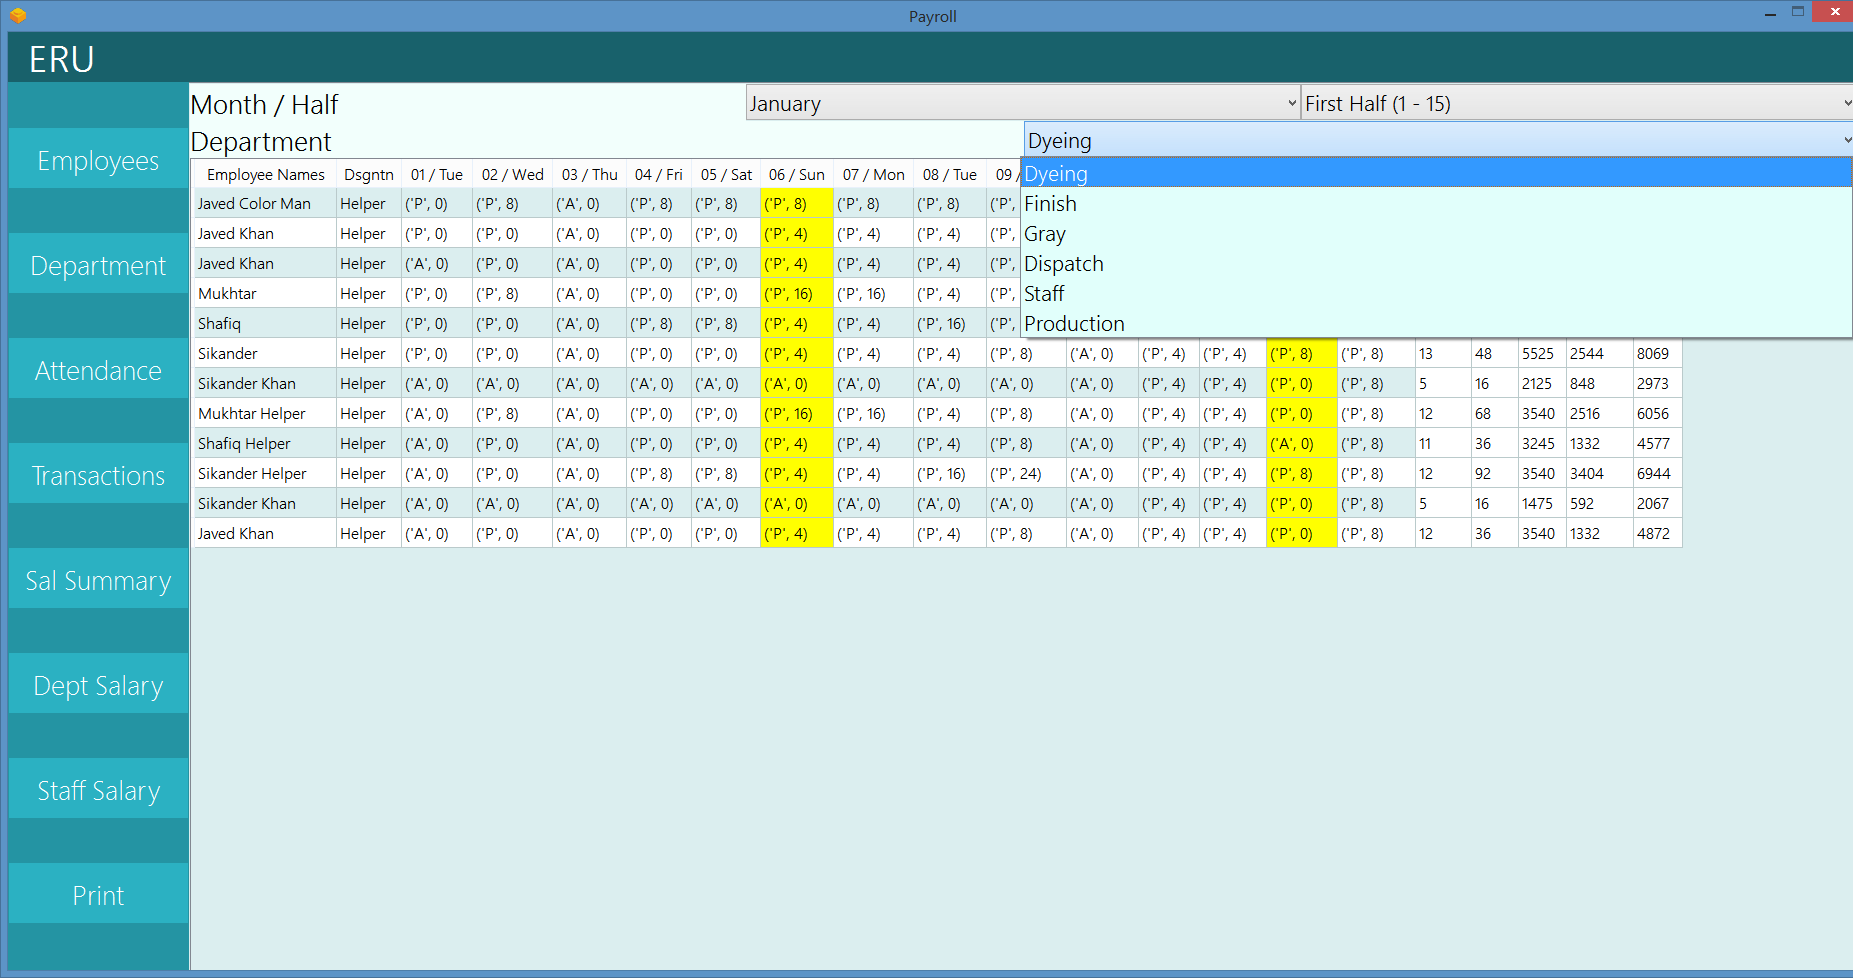 Payroll
ERU
Month / Half January First Half (1 - 15)
Department Dyeing
Employees
Department
Attendance
Transactions
Sal Summary
Dept Salary
Staff Salary
Print
Dyeing
Finish
Gray
Dispatch
Staff
Production
Employee Names Dsgntn 01 / Tue 02 / Wed 03 / Thu 04 / Fri 05 / Sat 06 / Sun 07 / Mon 08 / Tue 09 /
Javed Color Man Helper ('P', 0) ('P', 8) ('A', 0) ('P', 8) ('P', 8) ('P', 8) ('P', 8) ('P', 8) ('P',
Javed Khan Helper ('P', 0) ('P', 0) ('A', 0) ('P', 0) ('P', 0) ('P', 4) ('P', 4) ('P', 4) ('P',
Javed Khan Helper ('A', 0) ('P', 0) ('A', 0) ('P', 0) ('P', 0) ('P', 4) ('P', 4) ('P', 4) ('P',
Mukhtar Helper ('P', 0) ('P', 8) ('A', 0) ('P', 0) ('P', 0) ('P', 16) ('P', 16) ('P', 4) ('P',
Shafiq Helper ('P', 0) ('P', 0) ('A', 0) ('P', 8) ('P', 8) ('P', 4) ('P', 4) ('P', 16) ('P',
Sikander Helper ('P', 0) ('P', 0) ('A', 0) ('P', 0) ('P', 0) ('P', 4) ('P', 4) ('P', 4) ('P', 8) ('A', 0) ('P', 4) ('P', 4) ('P', 8) ('P', 8) 13 48 5525 2544 8069
Sikander Khan Helper ('A', 0) ('A', 0) ('A', 0) ('A', 0) ('A', 0) ('A', 0) ('A', 0) ('A', 0) ('A', 0) ('A', 0) ('P', 4) ('P', 4) ('P', 0) ('P', 8) 5 16 2125 848 2973
Mukhtar Helper Helper ('A', 0) ('P', 8) ('A', 0) ('P', 0) ('P', 0) ('P', 16) ('P', 16) ('P', 4) ('P', 8) ('A', 0) ('P', 4) ('P', 4) ('P', 0) ('P', 8) 12 68 3540 2516 6056
Shafiq Helper Helper ('A', 0) ('P', 0) ('A', 0) ('P', 0) ('P', 0) ('P', 4) ('P', 4) ('P', 4) ('P', 8) ('A', 0) ('P', 4) ('P', 4) ('A', 0) ('P', 8) 11 36 3245 1332 4577
Sikander Helper Helper ('A', 0) ('P', 0) ('A', 0) ('P', 8) ('P', 8) ('P', 4) ('P', 4) ('P', 16) ('P', 24) ('A', 0) ('P', 4) ('P', 4) ('P', 8) ('P', 8) 12 92 3540 3404 6944
Sikander Khan Helper ('A', 0) ('A', 0) ('A', 0) ('A', 0) ('A', 0) ('A', 0) ('A', 0) ('A', 0) ('A', 0) ('A', 0) ('P', 4) ('P', 4) ('P', 0) ('P', 8) 5 16 1475 592 2067
Javed Khan Helper ('A', 0) ('P', 0) ('A', 0) ('P', 0) ('P', 0) ('P', 4) ('P', 4) ('P', 4) ('P', 8) ('A', 0) ('P', 4) ('P', 4) ('P', 0) ('P', 8) 12 36 3540 1332 4872